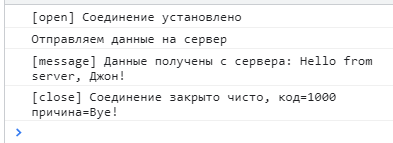 [open] Соединение установлено
Отправляем данные на сервер
[message] Данные получены с сервера: Hello from
server, Джон!
[close] Соединение закрыто чисто, код=1000
причина=Bye!
>